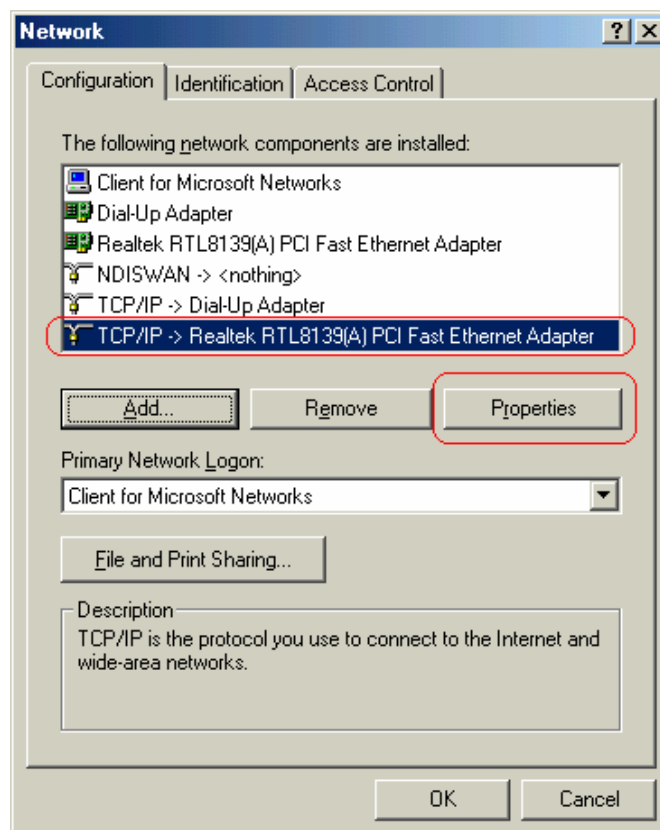 Network
Configuration
Identification
Access Control
The following network components are installed:
Client for Microsoft Networks
Dial-Up Adapter
Realtek RTL8139(A) PCI Fast Ethernet Adapter
NDISWAN -> <nothing>
TCP/IP -> Dial-Up Adapter
TCP/IP -> Realtek RTL8139(A) PCI Fast Ethernet Adapter
Add... Remove Properties
Primary Network Logon:
Client for Microsoft Networks
File and Print Sharing...
Description
TCP/IP is the protocol you use to connect to the Internet and
wide-area networks.
OK Cancel